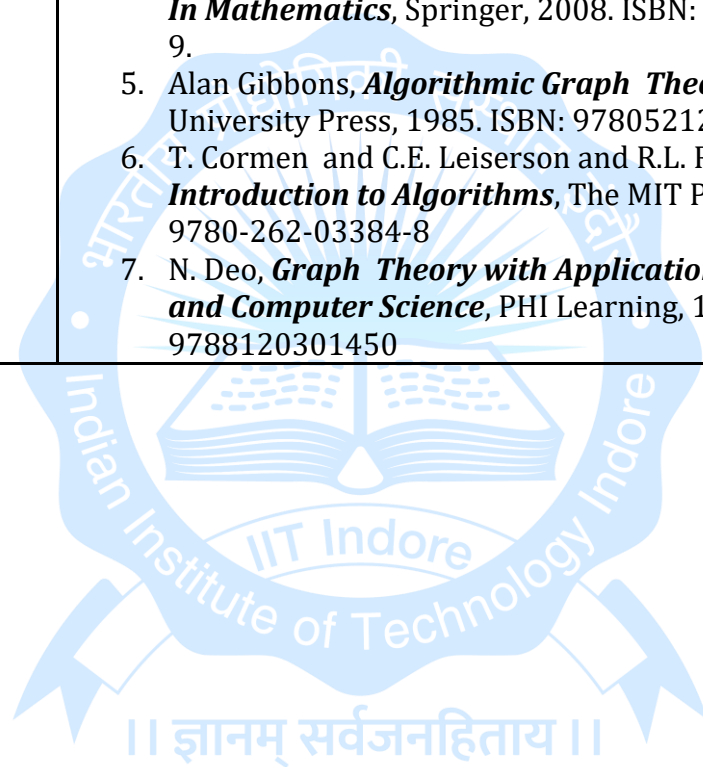 In Mathematics, Springer, 2008. ISBN:
9.
5. Alan Gibbons, Algorithmic Graph
University Press, 1985. ISBN:
6. T. Cormen and C.E. Leiserson and R.L.
Introduction to Algorithms, The MIT
9780-262-03384-8
7. N. Deo, Graph Theory with
and Computer Science, PHI Learning,
9788120301450
भारतीय प्रौद्योगिकी संस्थान इंदौर
Indian Institute of Technology Indore
IIT Indore
।। ज्ञानम् सर्वजनहिताय ।।